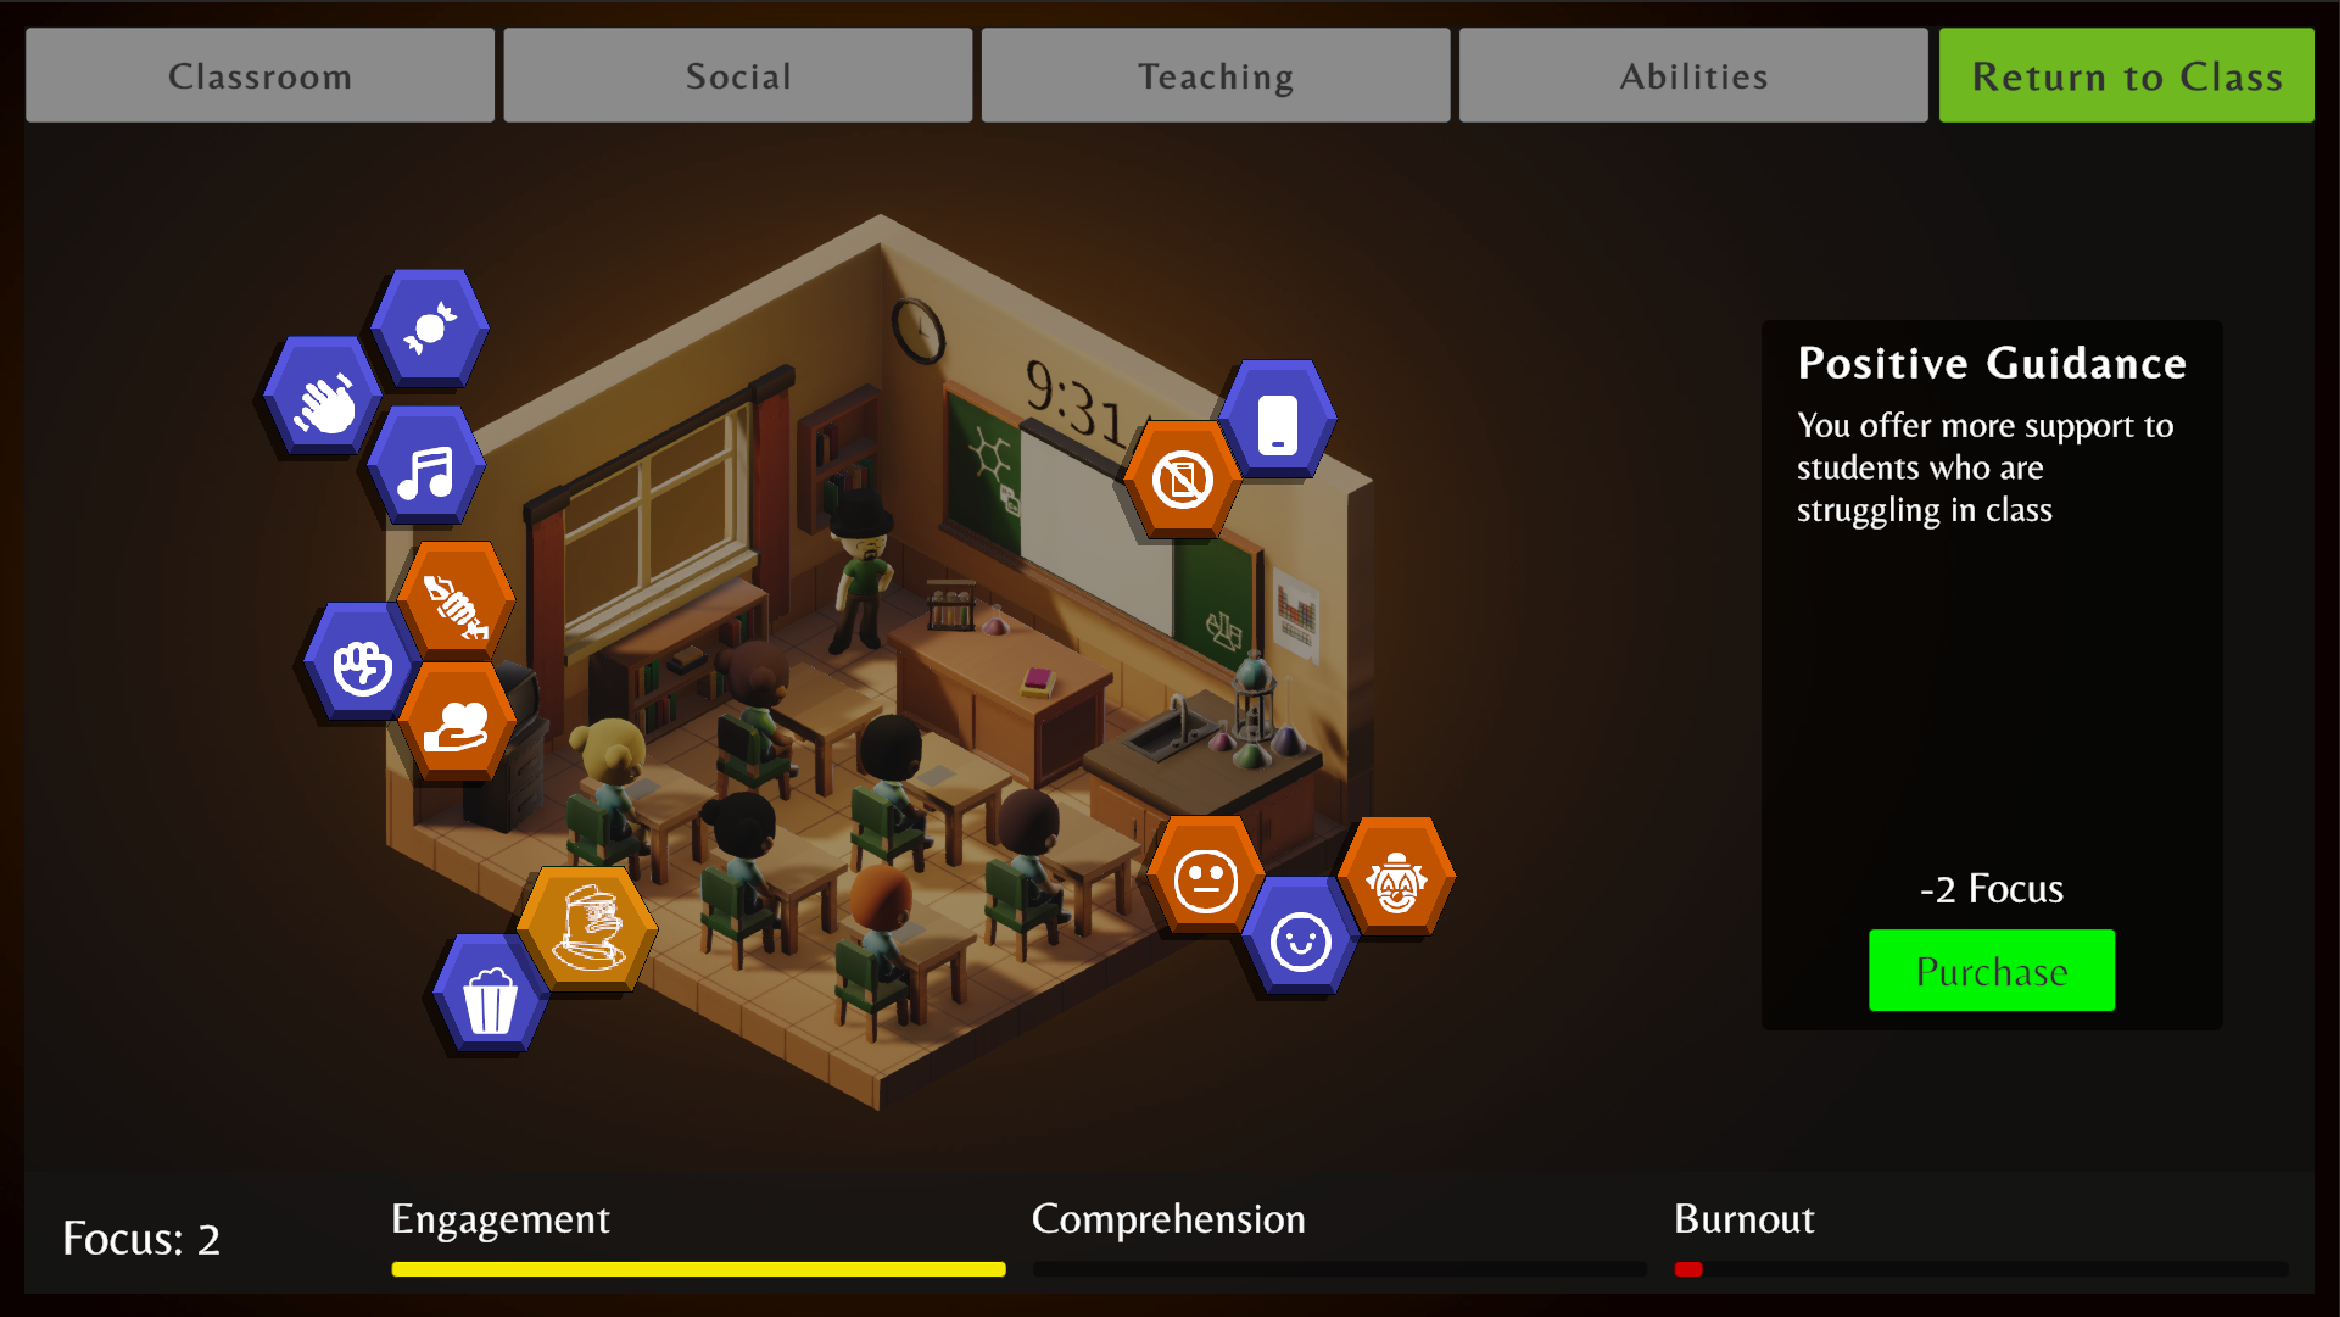 Classroom
Social
Teaching
Abilities
Return to Class
9:31
Positive Guidance
You offer more support to
students who are
struggling in class
-2 Focus
Purchase
Focus: 2
Engagement
Comprehension
Burnout